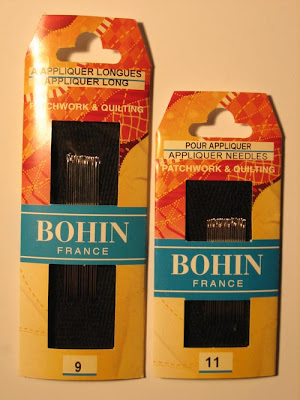 A APPLIQUER LONGUES
APPLIQUER LONG
PATCHWORK & QUILTING
BOHIN
FRANCE
9
POUR APPLIQUER
APPLIQUER NEEDLES
PATCHWORK & QUILTING
BOHIN
FRANCE
11